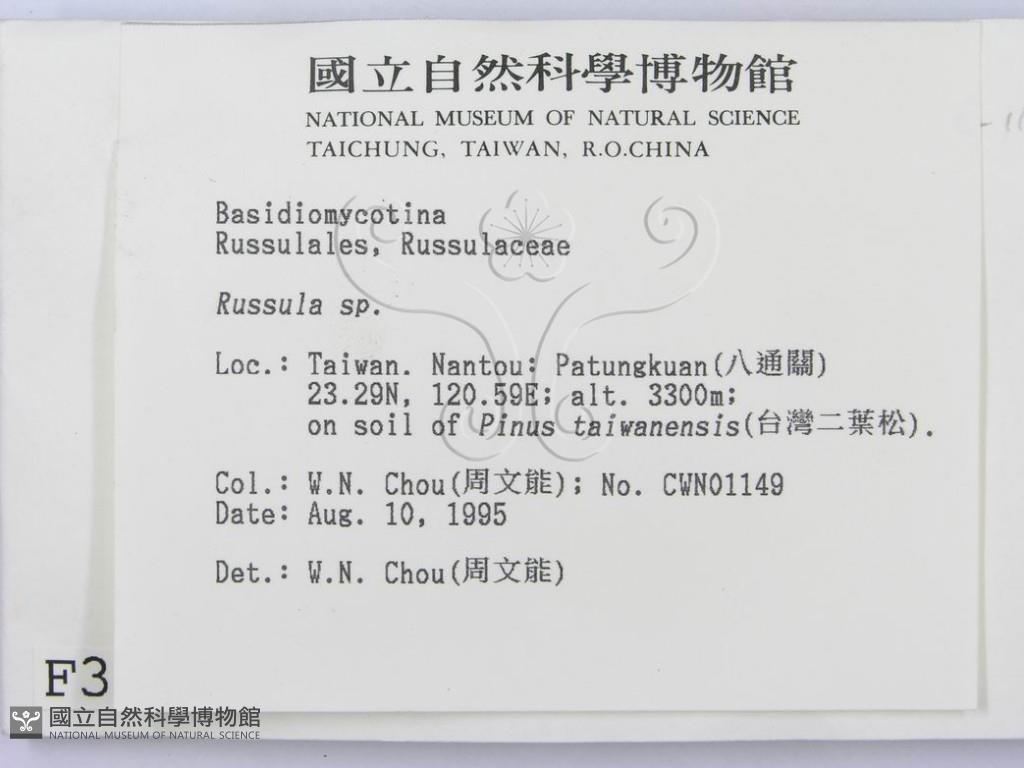 國立自然科學博物館
NATIONAL MUSEUM OF NATURAL SCIENCE
TAICHUNG, TAIWAN, R.O.CHINA
Basidiomycotina
Russulales, Russulaceae
Russula sp.
Loc.: Taiwan. Nantou: Patungkuan(八通關)
23.29N, 120.59E; alt. 3300m;
on soil of Pinus taiwanensis(台灣二葉松).
Col.: W.N. Chou(周文能); No. CWN01149
Date: Aug. 10, 1995
Det.: W.N. Chou(周文能)
F3
國立自然科學博物館
NATIONAL MUSEUM OF NATURAL SCIENCE